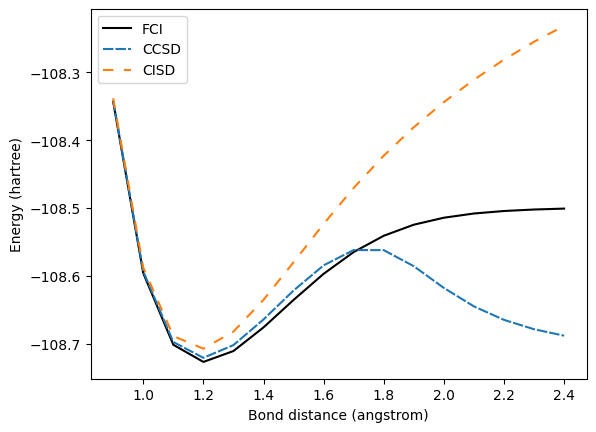 FCI
CCSD
CISD
−108.3
−108.4
−108.5
−108.6
−108.7
Energy (hartree)
1.0 1.2 1.4 1.6 1.8 2.0 2.2 2.4
Bond distance (angstrom)